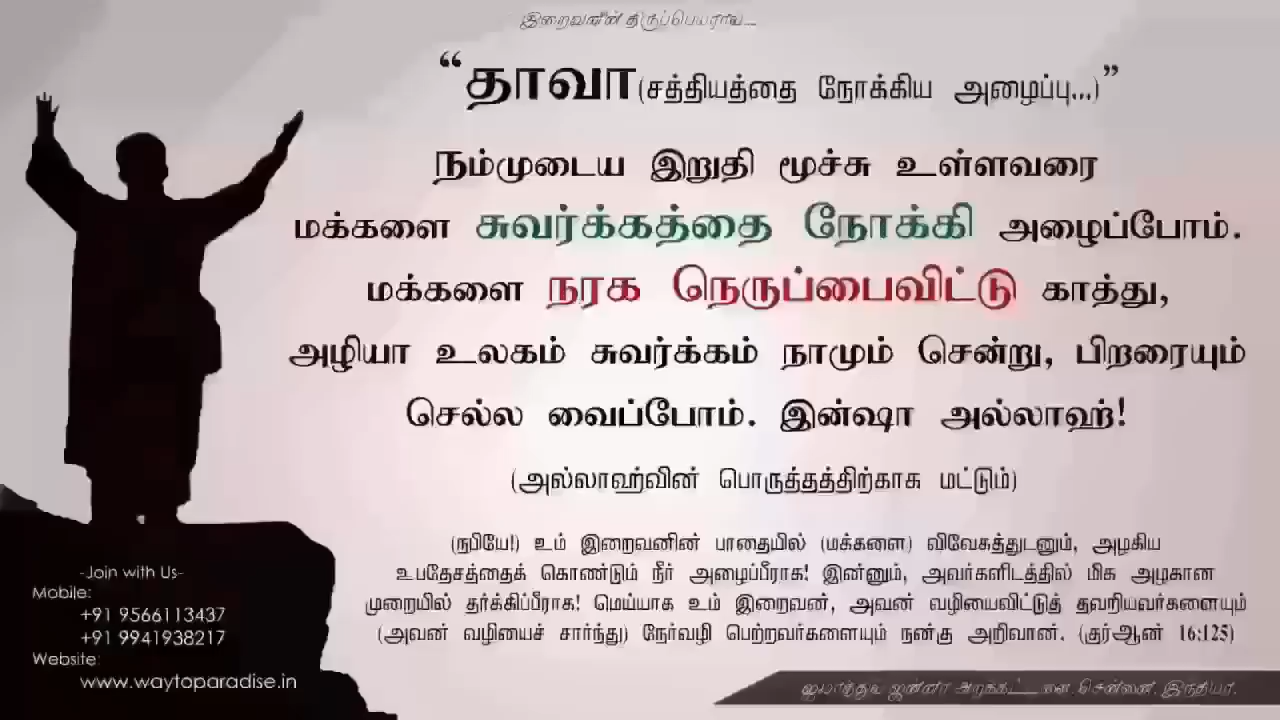 இறைவனின் திருப்பெயரால்...
“தாவா(சத்தியத்தை நோக்கிய அழைப்பு...)”
நம்முடைய இறுதி மூச்சு உள்ளவரை
மக்களை சுவர்க்கத்தை நோக்கி அழைப்போம்.
மக்களை நரக நெருப்பைவிட்டு காத்து,
அழியா உலகம் சுவர்க்கம் நாமும் சென்று, பிறரையும்
செல்ல வைப்போம். இன்ஷா அல்லாஹ்!
(அல்லாஹ்வின் பொருத்தத்திற்காக மட்டும்)
(நபியே!) உம் இறைவனின் பாதையில் (மக்களை) விவேகத்துடனும், அழகிய
உபதேசத்தைக் கொண்டும் நீர் அழைப்பீராக! இன்னும், அவர்களிடத்தில் மிக அழகான
முறையில் தர்க்கிப்பீராக! மெய்யாக உம் இறைவன், அவன் வழியைவிட்டுத் தவறியவர்களையும்
(அவன் வழியைச் சார்ந்து) நேர்வழி பெற்றவர்களையும் நன்கு அறிவான். (குர்ஆன் 16:125)
-Join with Us-
Mobile:
+91 9566113437
+91 9941938217
Website:
www.waytoparadise.in
ஜன்னா அறக்கட்டளை, சென்னை, இந்தியா.